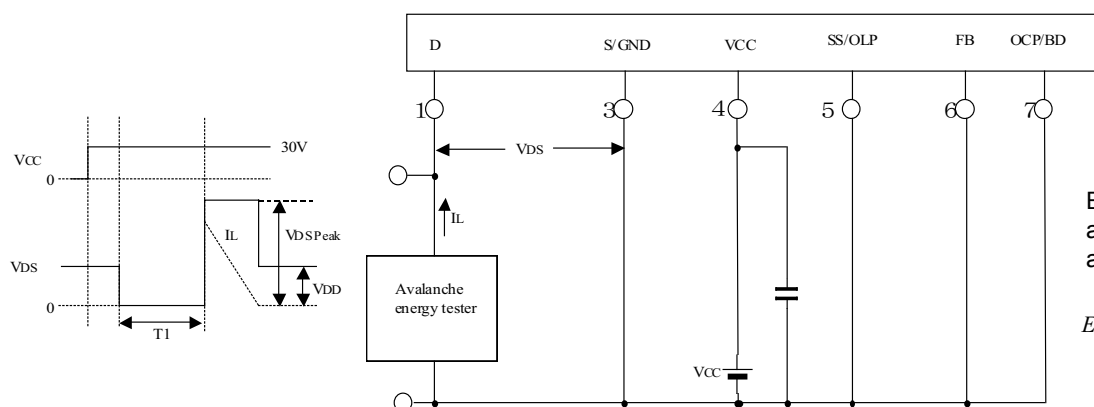 D S/GND VCC SS/OLP FB OCP/BD
1 3 4 5 6 7
VDS
IL
Avalanche
energy tester
VCC
VCC
0
30V
VDS
0
IL
VDSPeak
VDD
T1
E
a
a
E